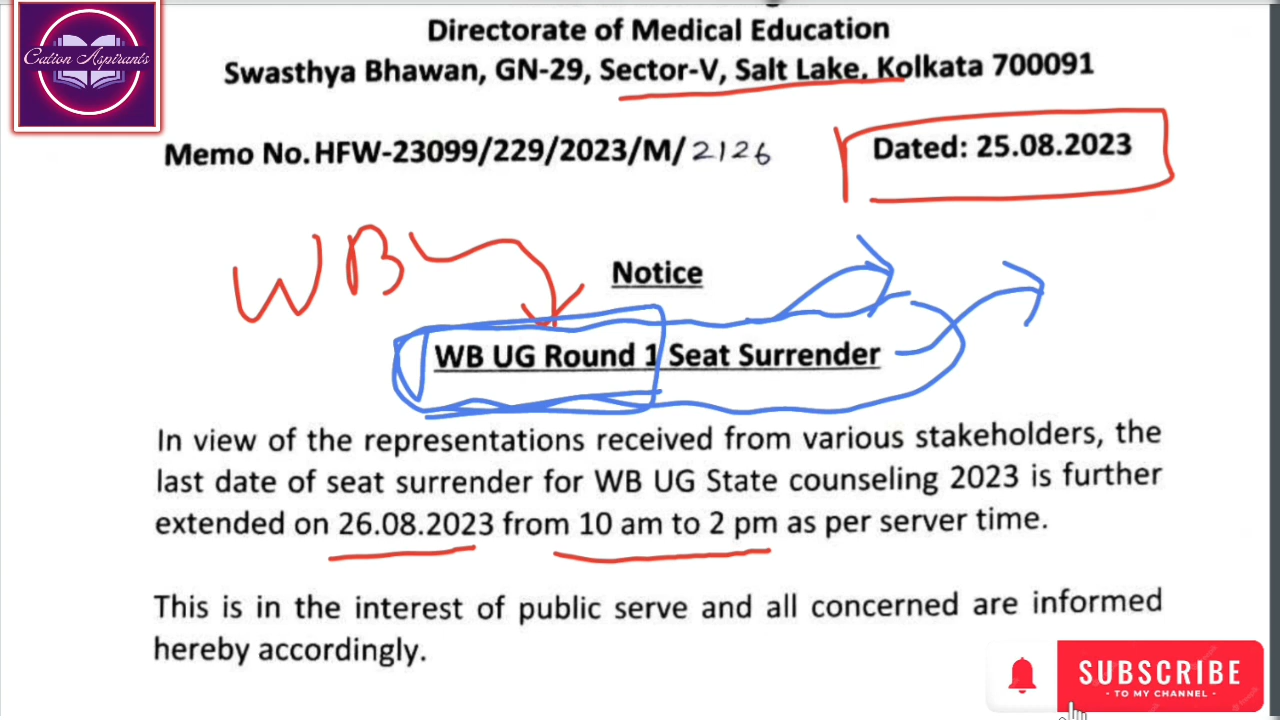 Cation Aspirants
Directorate of Medical Education
Swasthya Bhawan, GN-29, Sector-V, Salt Lake, Kolkata 700091
Memo No. HFW-23099/229/2023/M/2126
Dated: 25.08.2023
WB
Notice
WB UG Round 1 Seat Surrender
In view of the representations received from various stakeholders, the
last date of seat surrender for WB UG State counseling 2023 is further
extended on 26.08.2023 from 10 am to 2 pm as per server time.
This is in the interest of public serve and all concerned are informed
hereby accordingly.
SUBSCRIBE
- TO MY CHANNEL -